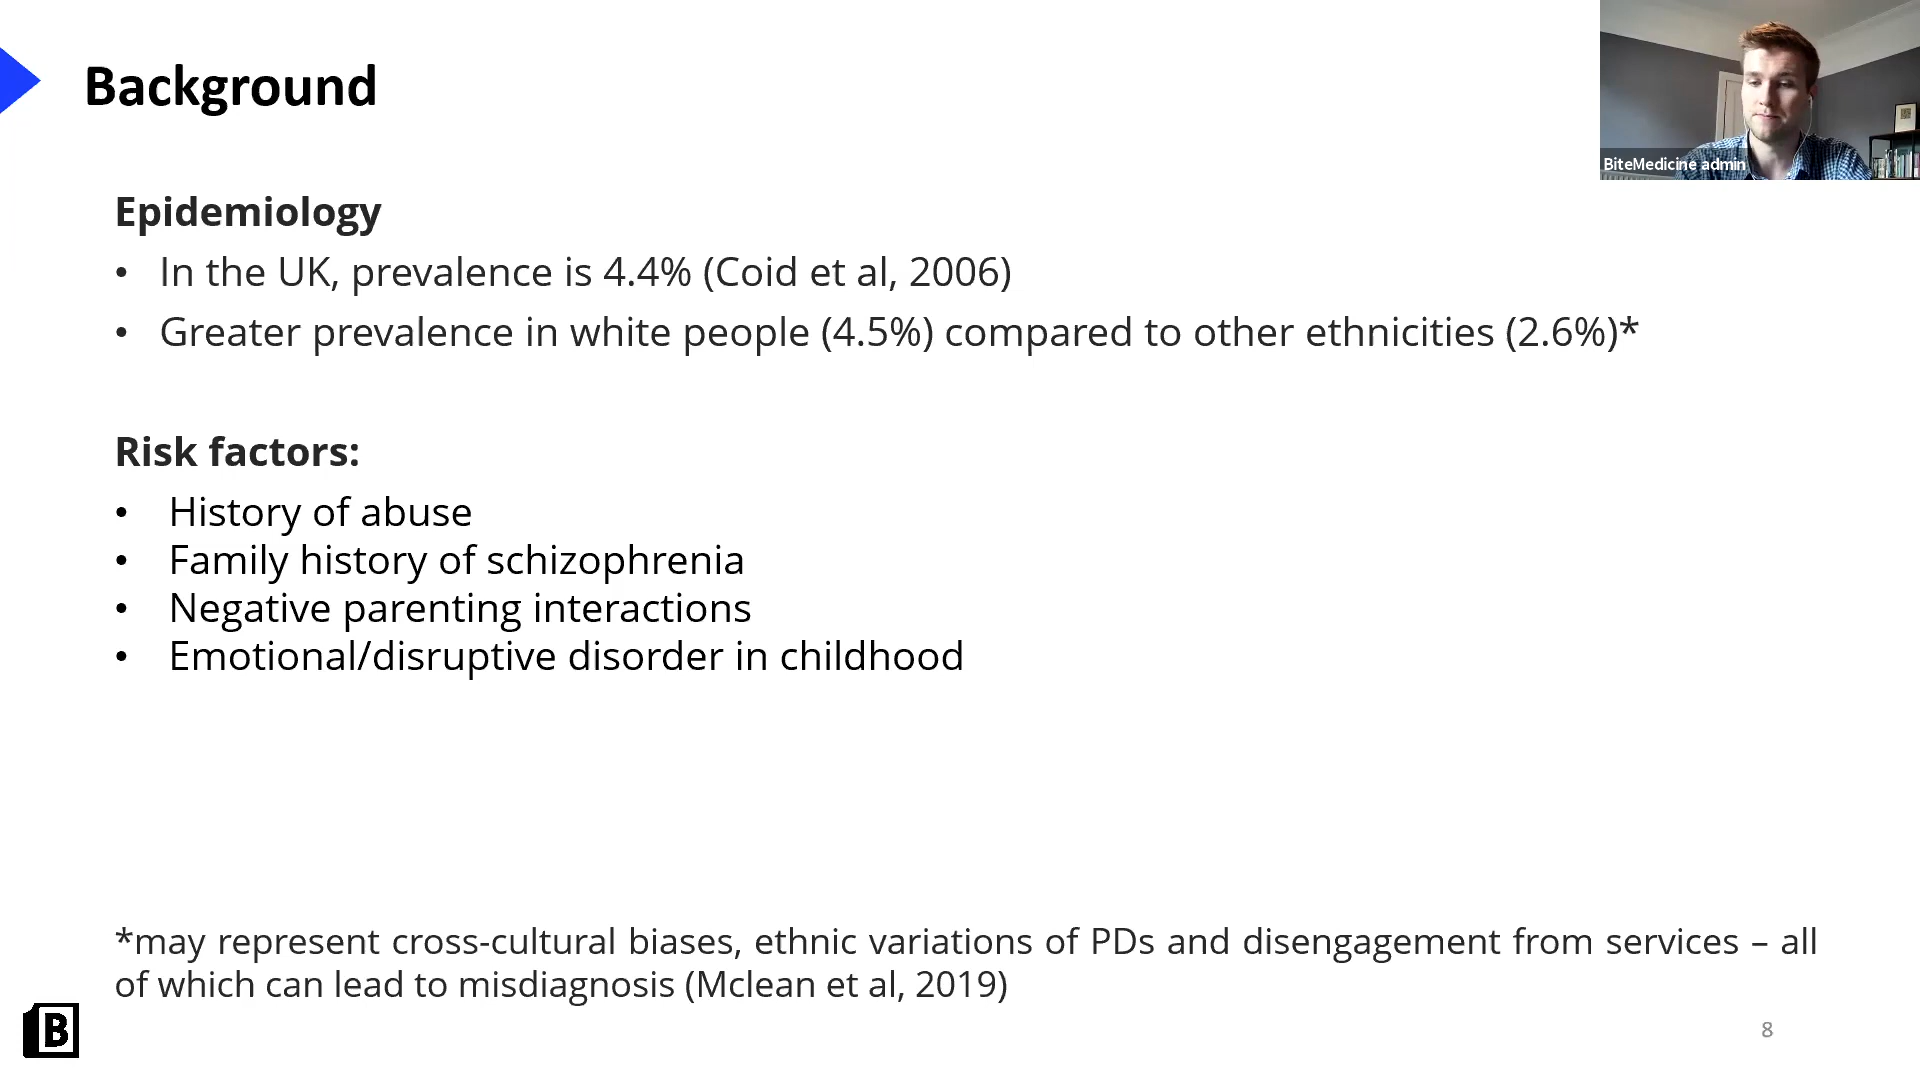 Background
BiteMedicine admin
Epidemiology
• In the UK, prevalence is 4.4% (Coid et al, 2006)
• Greater prevalence in white people (4.5%) compared to other ethnicities (2.6%)*
Risk factors:
• History of abuse
• Family history of schizophrenia
• Negative parenting interactions
• Emotional/disruptive disorder in childhood
*may represent cross-cultural biases, ethnic variations of PDs and disengagement from services – all
of which can lead to misdiagnosis (Mclean et al, 2019)
B
8